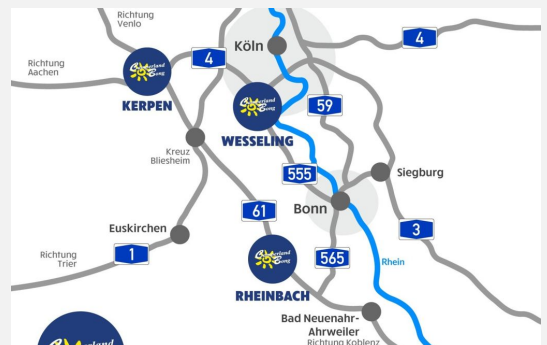 Richtung
Venlo
Köln
4
4
Richtung
Aachen
KERPEN
59
WESSELING
Kreuz
Bliesheim
555
Siegburg
Bonn
61
Euskirchen
3
1
Richtung
Trier
565
Rhein
RHEINBACH
Bad Neuenahr-
Ahrweiler
Richtung Koblenz